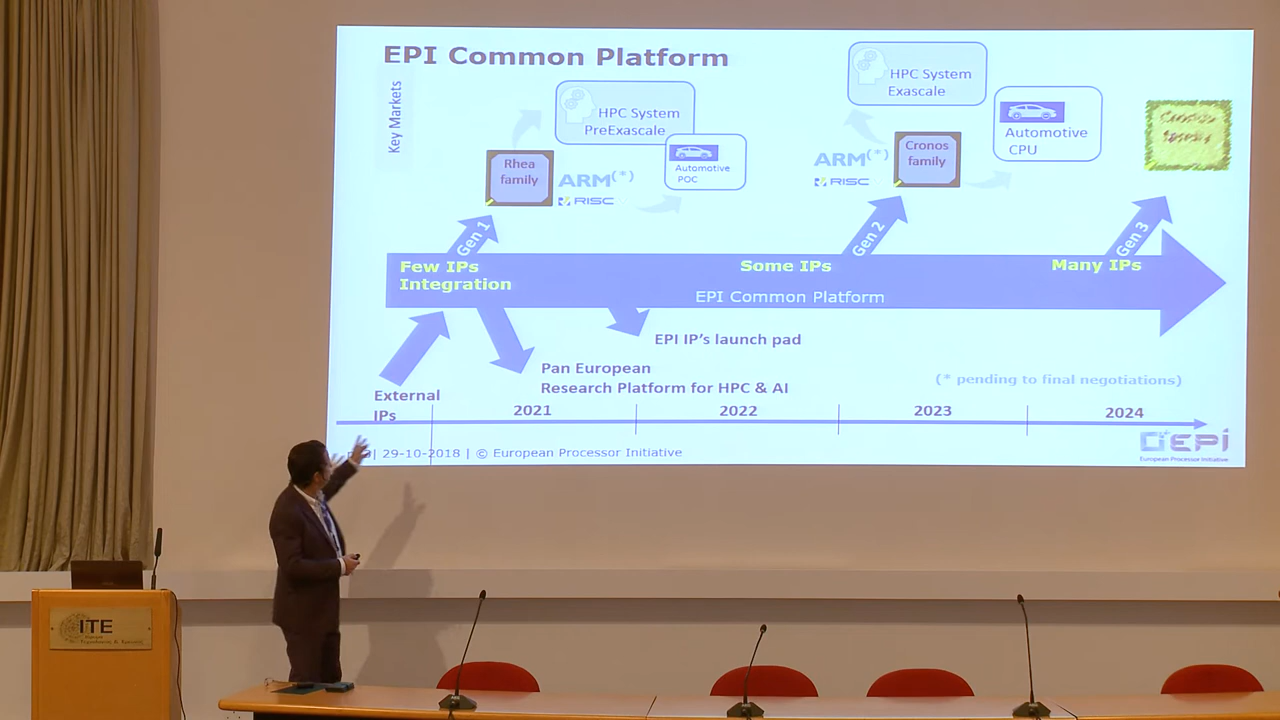 EPI Common Platform
Key Markets
HPC System
PreExascale
Automotive
POC
Rhea
family
ARM(*)
RISC
HPC System
Exascale
Automotive
CPU
Cronos
family
ARM(*)
RISC
Gen 1
Gen 2
Gen 3
Few IPs
Integration
Some IPs
Many IPs
EPI Common Platform
EPI IP's launch pad
Pan European
Research Platform for HPC & AI
(* pending to final negotiations)
External
IPs
2021
2022
2023
2024
| 29-10-2018 | © European Processor Initiative
EPI
European Processor Initiative
ITE